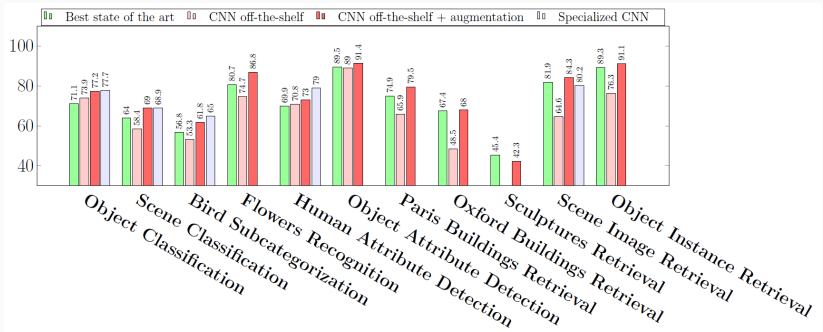 Best state of the art CNN off-the-shelf CNN off-the-shelf + augmentation Specialized CNN
100
80
60
40
71.1 73.9 77.2 77.7
64 58.4 69 68.9
56.8 53.3 61.8 65
80.7 74.7 86.8
69.9 70.8 73 79
89.5 89 91.4
74.9 65.9 79.5
67.4 48.5 68
45.4 42.3
81.9 64.6 84.3 80.2
89.3 76.3 91.1
Object Classification
Scene Classification
Bird Subcategorization
Flowers Recognition
Human Attribute Detection
Object Attribute Detection
Paris Buildings Retrieval
Oxford Buildings Retrieval
Sculptures Retrieval
Scene Image Retrieval
Object Instance Retrieval